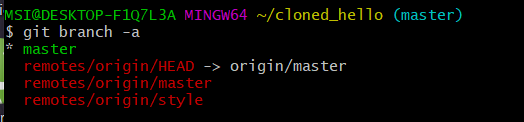 MSI@DESKTOP-F1Q7L3A MINGW64 ~/cloned_hello (master)
$ git branch -a
* master
remotes/origin/HEAD -> origin/master
remotes/origin/master
remotes/origin/style